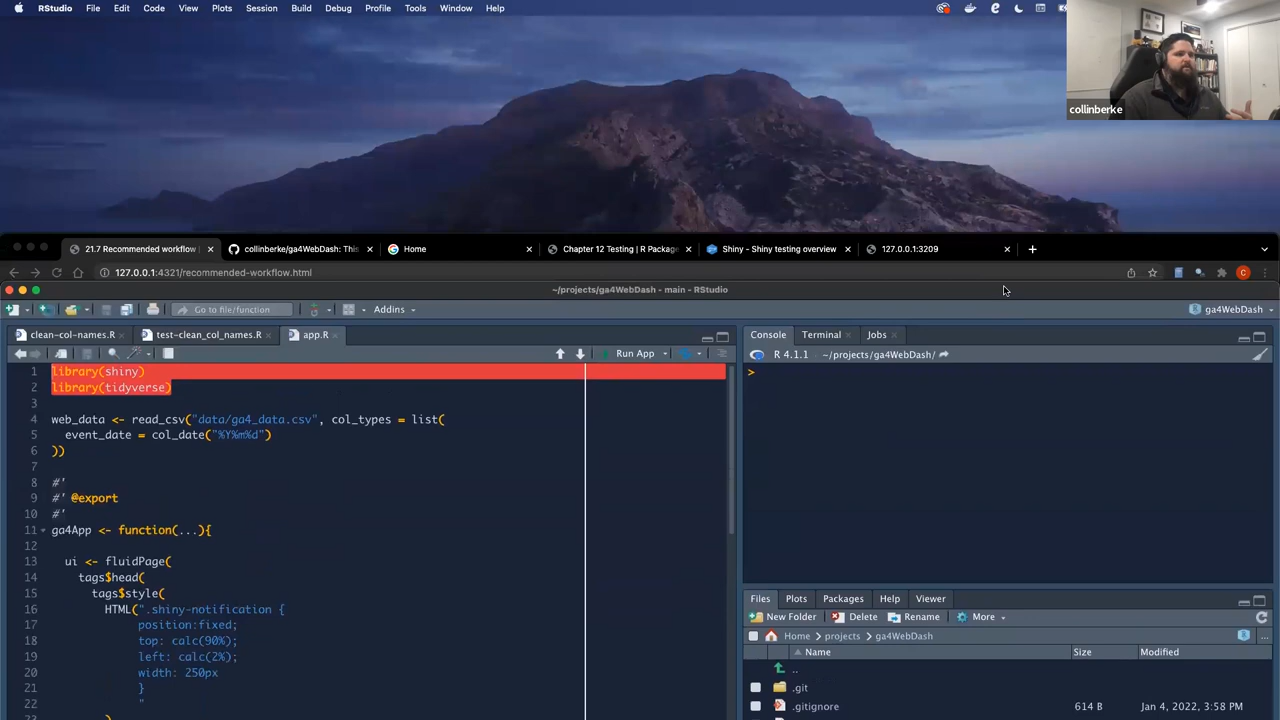 RStudio File Edit Code View Plots Session Build Debug Profile Tools Window Help
collinberke
21.7 Recommended workflow
collinberke/ga4WebDash: This
Home
Chapter 12 Testing | R Package
Shiny - Shiny testing overview
127.0.0.1:3209
127.0.0.1:4321/recommended-workflow.html
~/projects/ga4WebDash - main - RStudio
Go to file/function
Addins
ga4WebDash
clean-col-names.R
test-clean_col_names.R
app.R
Run App
1 library(shiny)
2 library(tidyverse)
3
4 web_data <- read_csv("data/ga4_data.csv", col_types = list(
5 event_date = col_date("%Y%m%d")
6 ))
7
8 #'
9 #' @export
10 #'
11 ga4App <- function(...){
12
13 ui <- fluidPage(
14 tags$head(
15 tags$style(
16 HTML(".shiny-notification {
17 position:fixed;
18 top: calc(90%);
19 left: calc(2%);
20 width: 250px
21 }
22 "
23 )
Console Terminal Jobs
R 4.1.1 · ~/projects/ga4WebDash/
>
Files Plots Packages Help Viewer
New Folder Delete Rename More
Home projects ga4WebDash
Name Size Modified
..
.git
.gitignore 614 B Jan 4, 2022, 3:58 PM